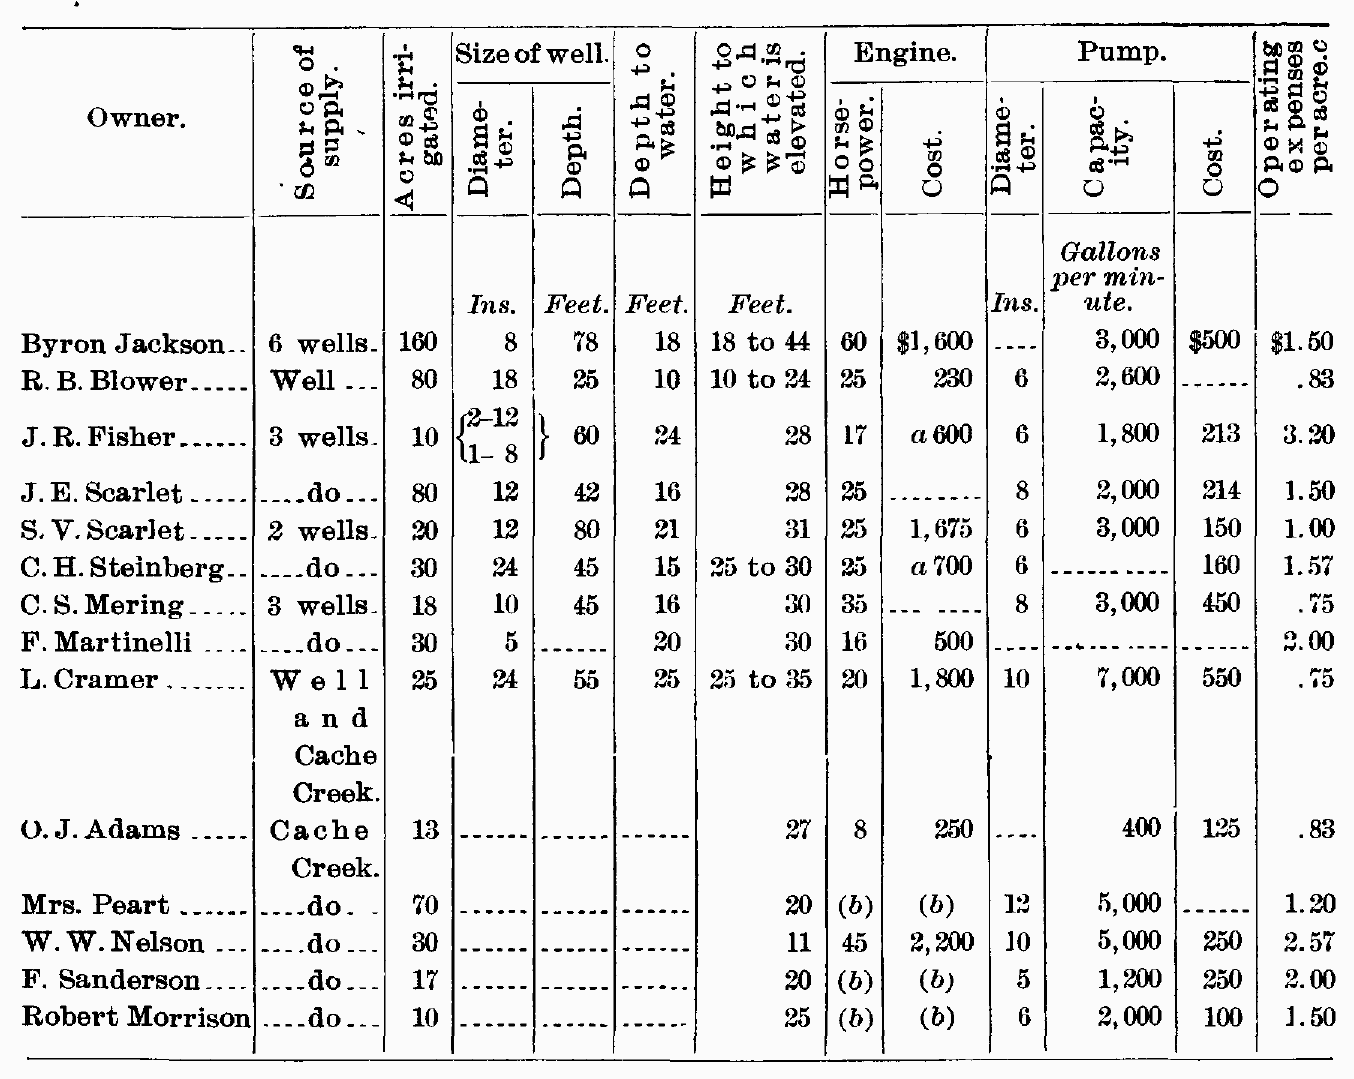 Owner. Source of supply. Acres irrigated. Size of well. Depth to water. Height to which water is elevated. Engine. Pump. Operating expenses per acre.c
Diameter. Depth. Horsepower. Cost. Diameter. Capacity. Cost.
Gallons
per min-
Ins. Feet. Feet. Feet. Ins. ute.
Byron Jackson.. 6 wells. 160 8 78 18 18 to 44 60 $1,600 .... 3,000 $500 $1.50
R. B. Blower..... Well ... 80 18 25 10 10 to 24 25 230 6 2,600 ...... .83
J. R. Fisher...... 3 wells. 10 {2–12 1– 8} 60 24 28 17 a 600 6 1,800 213 3.20
J. E. Scarlet ..... ....do... 80 12 42 16 28 25 ........ 8 2,000 214 1.50
S. V. Scarlet ..... 2 wells. 20 12 80 21 31 25 1,675 6 3,000 150 1.00
C. H. Steinberg.. ....do... 30 24 45 15 25 to 30 25 a 700 6 .......... 160 1.57
C. S. Mering ..... 3 wells. 18 10 45 16 30 35 ... .... 8 3,000 450 .75
F. Martinelli .... ....do... 30 5 ...... 20 30 16 500 .... .......... ...... 2.00
L. Cramer ....... Well 25 24 55 25 25 to 35 20 1,800 10 7,000 550 .75
and
Cache
Creek.
O. J. Adams ..... Cache 13 ...... ...... ...... 27 8 250 .... 400 125 .83
Creek.
Mrs. Peart ...... ....do. . 70 ...... ...... ...... 20 (b) (b) 12 5,000 ...... 1.20
W. W. Nelson ... ....do... 30 ...... ...... ...... 11 45 2,200 10 5,000 250 2.57
F. Sanderson.... ....do... 17 ...... ...... ...... 20 (b) (b) 5 1,200 250 2.00
Robert Morrison ....do... 10 ...... ...... ...... 25 (b) (b) 6 2,000 100 1.50